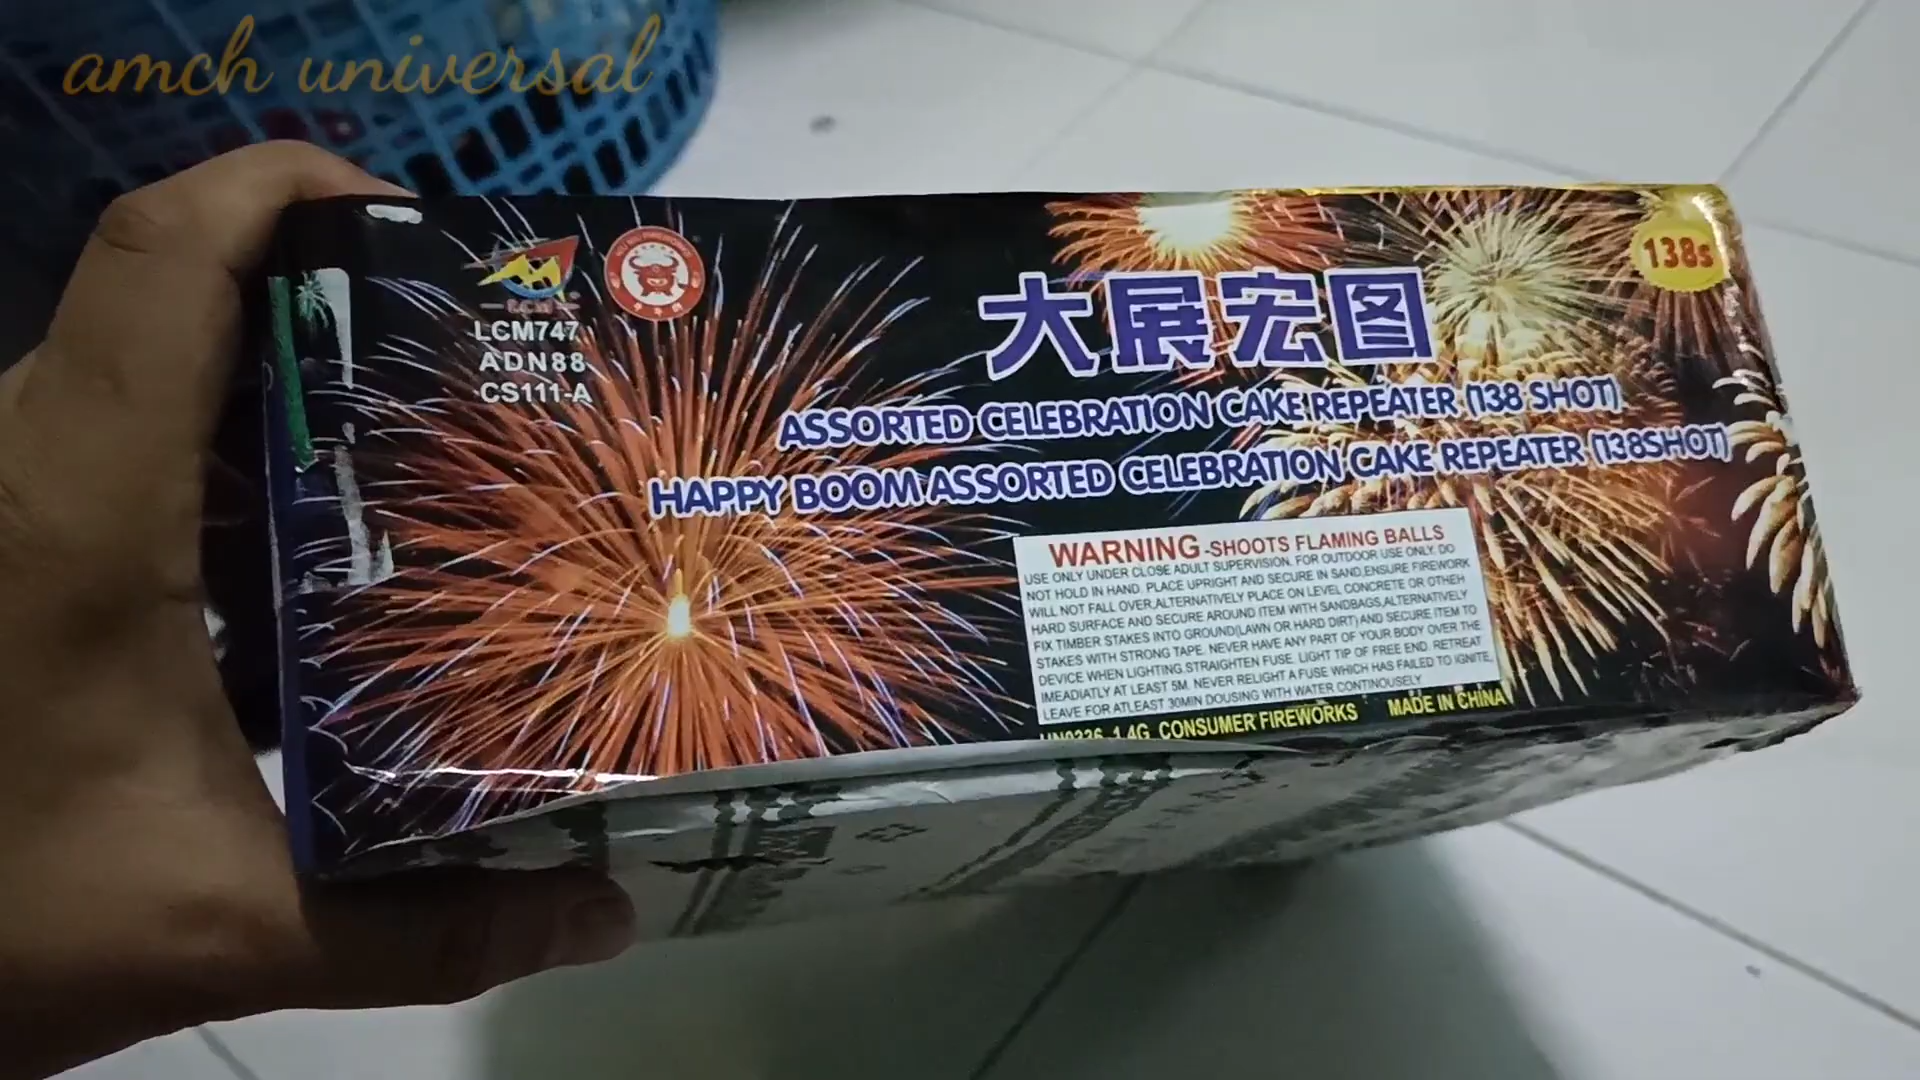 amch universal
138s
LCM747
ADN88
CS111-A
大展宏图
ASSORTED CELEBRATION CAKE REPEATER (138 SHOT)
HAPPY BOOM ASSORTED CELEBRATION CAKE REPEATER (138SHOT)
WARNING-SHOOTS FLAMING BALLS
USE ONLY UNDER CLOSE ADULT SUPERVISION. FOR OUTDOOR USE ONLY. DO
NOT HOLD IN HAND. PLACE UPRIGHT AND SECURE IN SAND,ENSURE FIREWORK
WILL NOT FALL OVER,ALTERNATIVELY PLACE ON LEVEL CONCRETE OR OTHEH
HARD SURFACE AND SECURE AROUND ITEM WITH SANDBAGS,ALTERNATIVELY
FIX TIMBER STAKES INTO GROUND(LAWN OR HARD DIRT) AND SECURE ITEM TO
STAKES WITH STRONG TAPE. NEVER HAVE ANY PART OF YOUR BODY OVER THE
DEVICE WHEN LIGHTING.STRAIGHTEN FUSE. LIGHT TIP OF FREE END. RETREAT
IMEADIATLY AT LEAST 5M. NEVER RELIGHT A FUSE WHICH HAS FAILED TO IGNITE,
LEAVE FOR ATLEAST 30MIN DOUSING WITH WATER CONTINOUSELY
UN0336 1.4G CONSUMER FIREWORKS MADE IN CHINA